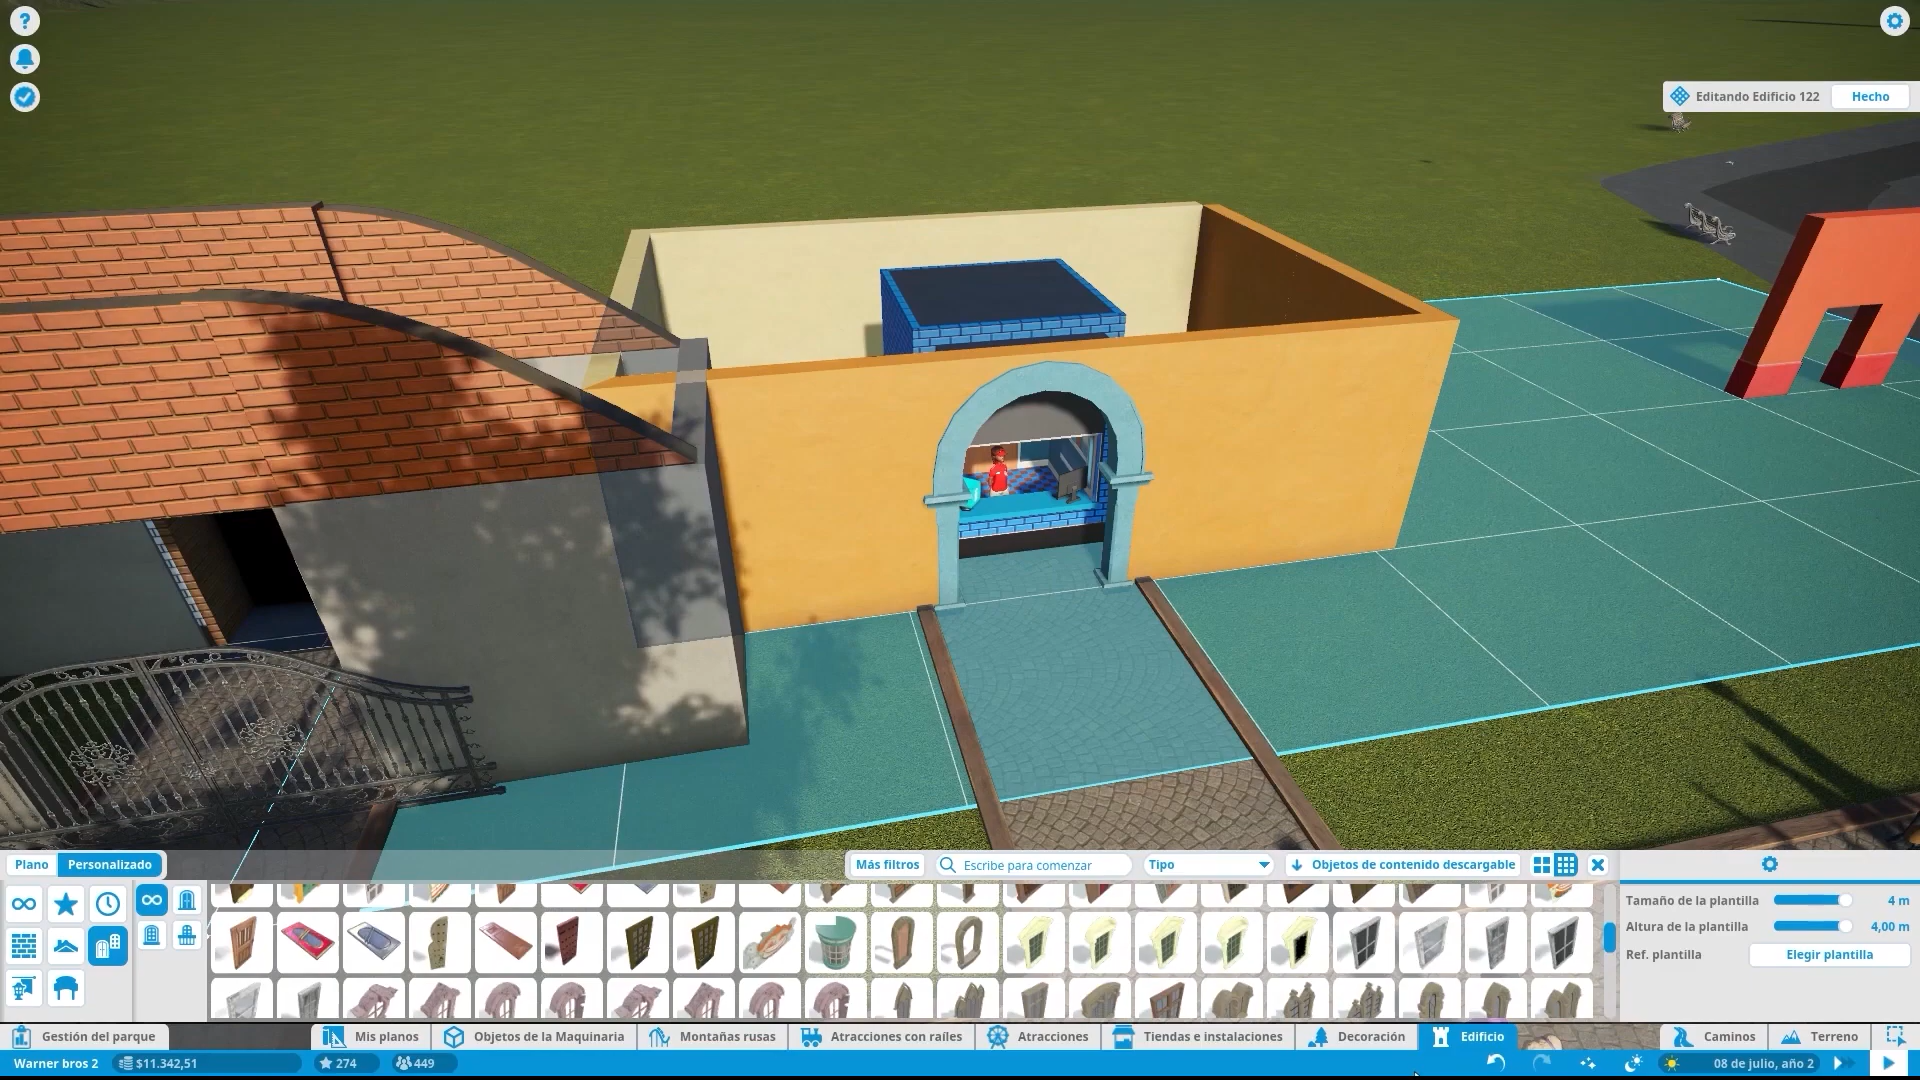 ?
Editando Edificio 122
Hecho
Plano
Personalizado
Más filtros
Escribe para comenzar
Tipo
Objetos de contenido descargable
Tamaño de la plantilla
4 m
Altura de la plantilla
4,00 m
Ref. plantilla
Elegir plantilla
Gestión del parque
Mis planos
Objetos de la Maquinaria
Montañas rusas
Atracciones con raíles
Atracciones
Tiendas e instalaciones
Decoración
Edificio
Caminos
Terreno
Warner bros 2
$11.342,51
274
449
08 de julio, año 2